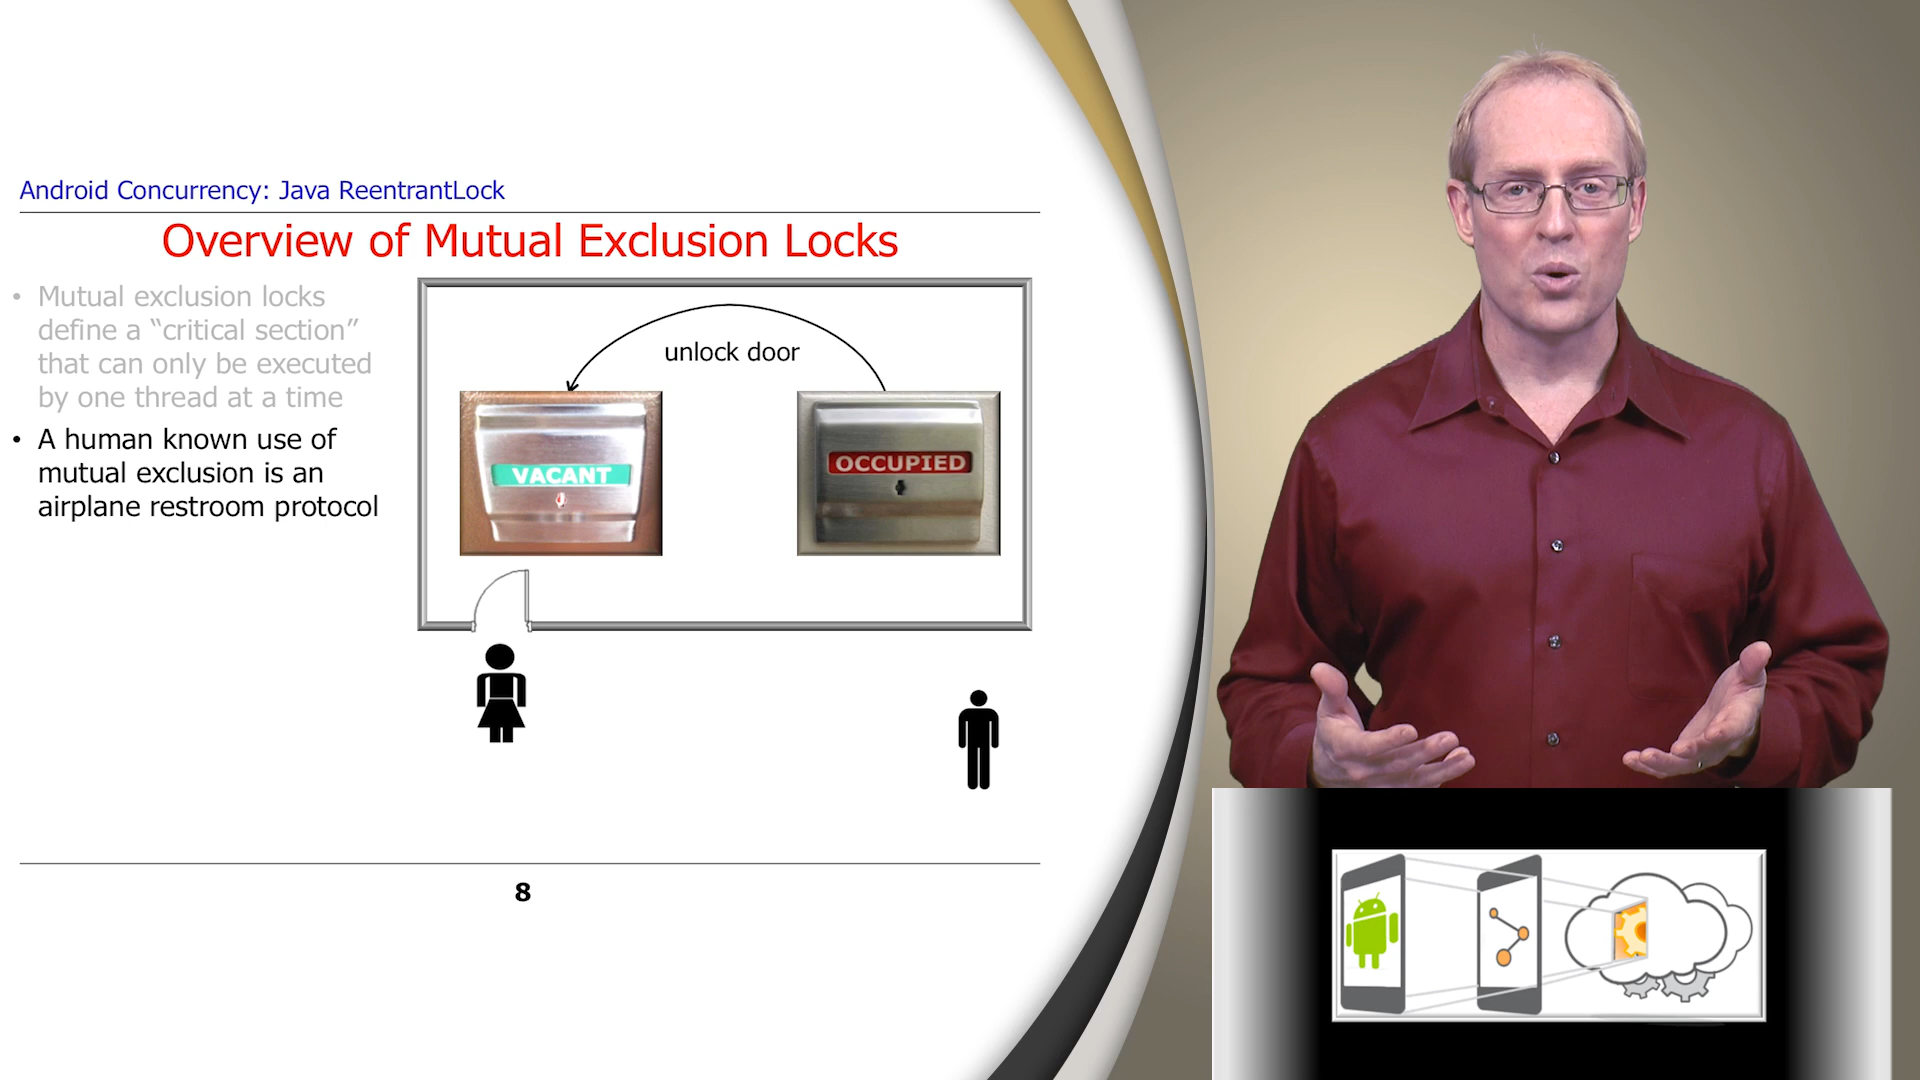 Android Concurrency: Java ReentrantLock
Overview of Mutual Exclusion Locks
• Mutual exclusion locks
define a “critical section”
that can only be executed
by one thread at a time
• A human known use of
mutual exclusion is an
airplane restroom protocol
unlock door
VACANT
OCCUPIED
8